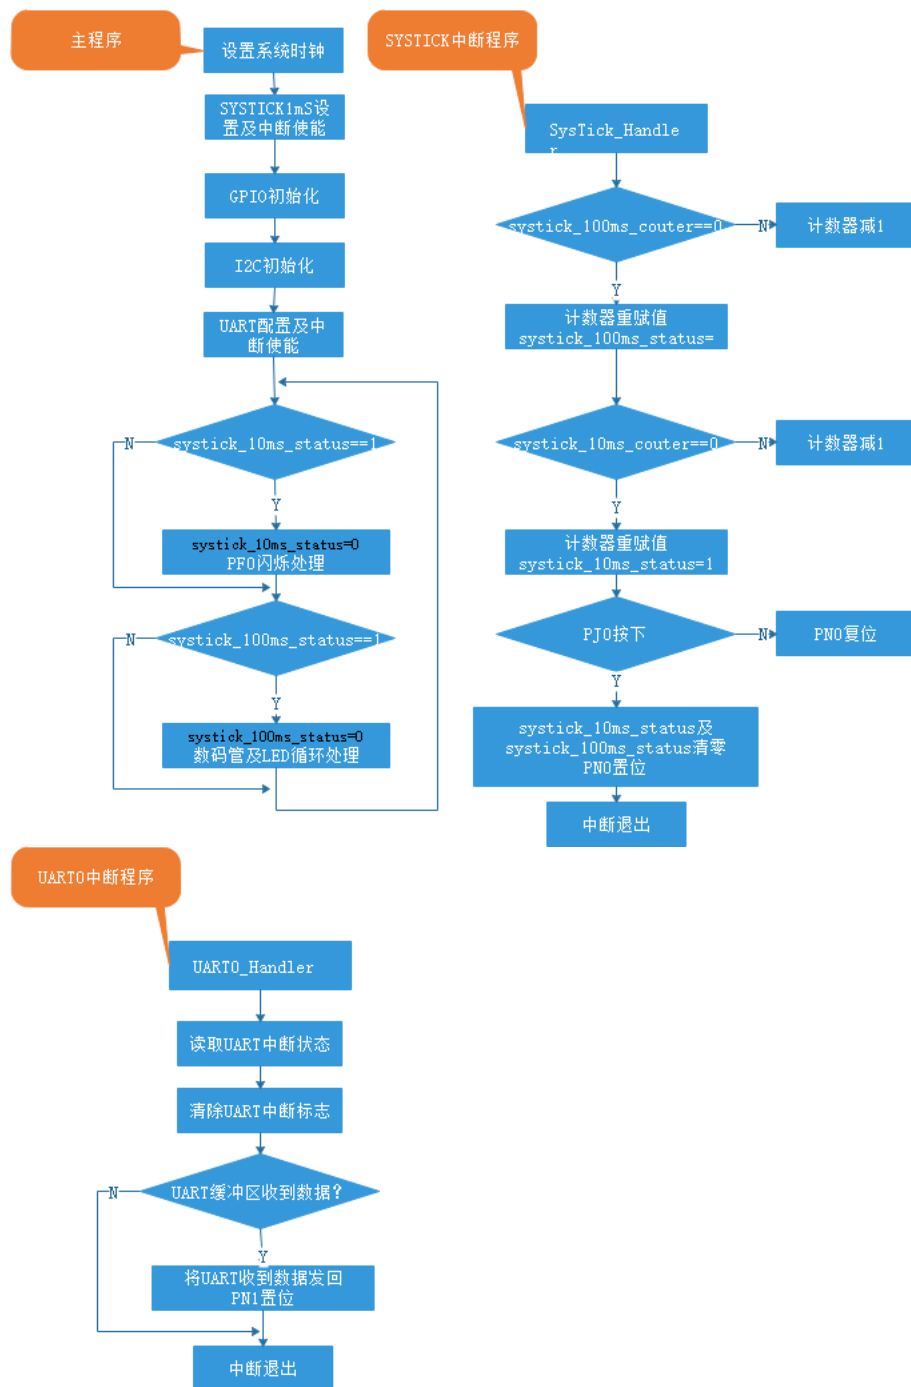 主程序
设置系统时钟
SYSTICK1mS设
置及中断使能
GPIO初始化
I2C初始化
UART配置及中
断使能
systick_10ms_status==1
N
Y
systick_10ms_status=0
PF0闪烁处理
systick_100ms_status==1
N
Y
systick_100ms_status=0
数码管及LED循环处理
SYSTICK中断程序
SysTick_Handle
r
systick_100ms_couter==0
N
计数器减1
Y
计数器重赋值
systick_100ms_status=
systick_10ms_couter==0
N
计数器减1
Y
计数器重赋值
systick_10ms_status=1
PJ0按下
N
PN0复位
Y
systick_10ms_status及
systick_100ms_status清零
PN0置位
中断退出
UART0中断程序
UART0_Handler
读取UART中断状态
清除UART中断标志
UART缓冲区收到数据?
N
Y
将UART收到数据发回
PN1置位
中断退出